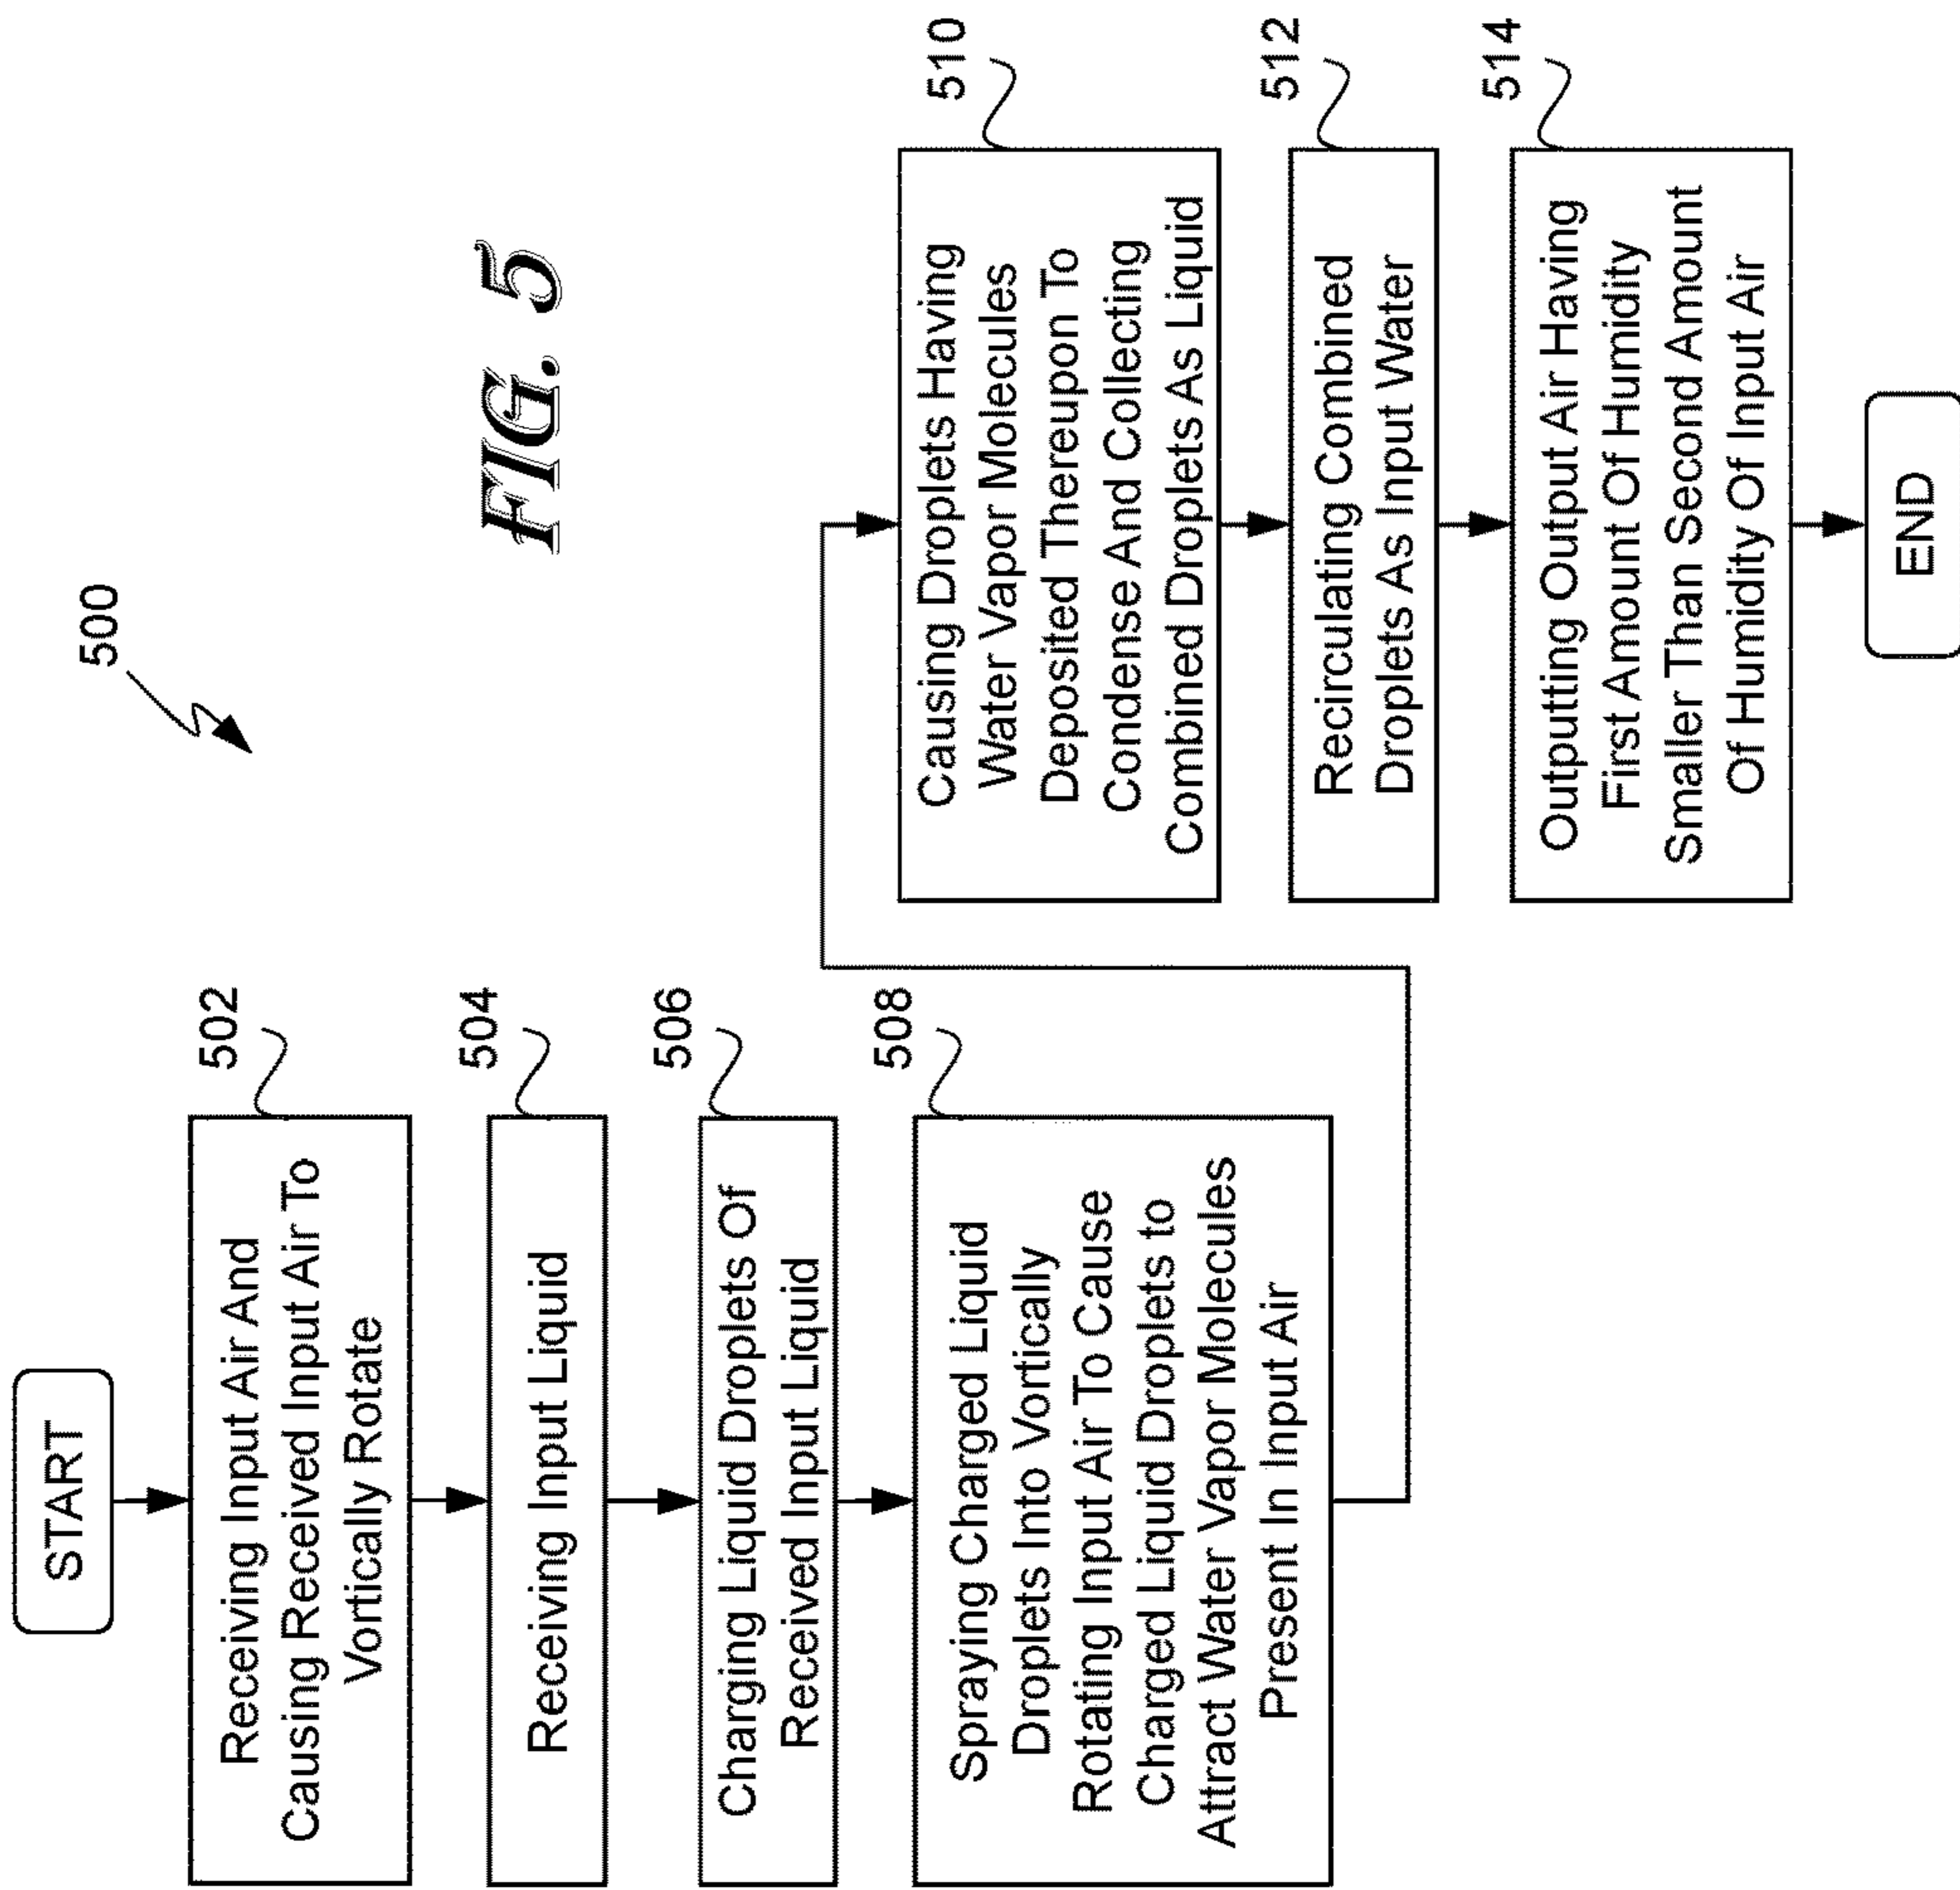 500
START
Receiving Input Air And
Causing Received Input Air To
Vortically Rotate
502
Receiving Input Liquid
504
Charging Liquid Droplets Of
Received Input Liquid
506
Spraying Charged Liquid
Droplets Into Vortically
Rotating Input Air To Cause
Charged Liquid Droplets to
Attract Water Vapor Molecules
Present In Input Air
508
FIG. 5
Causing Droplets Having
Water Vapor Molecules
Deposited Thereupon To
Condense And Collecting
Combined Droplets As Liquid
510
Recirculating Combined
Droplets As Input Water
512
Outputting Output Air Having
First Amount Of Humidity
Smaller Than Second Amount
Of Humidity Of Input Air
514
END